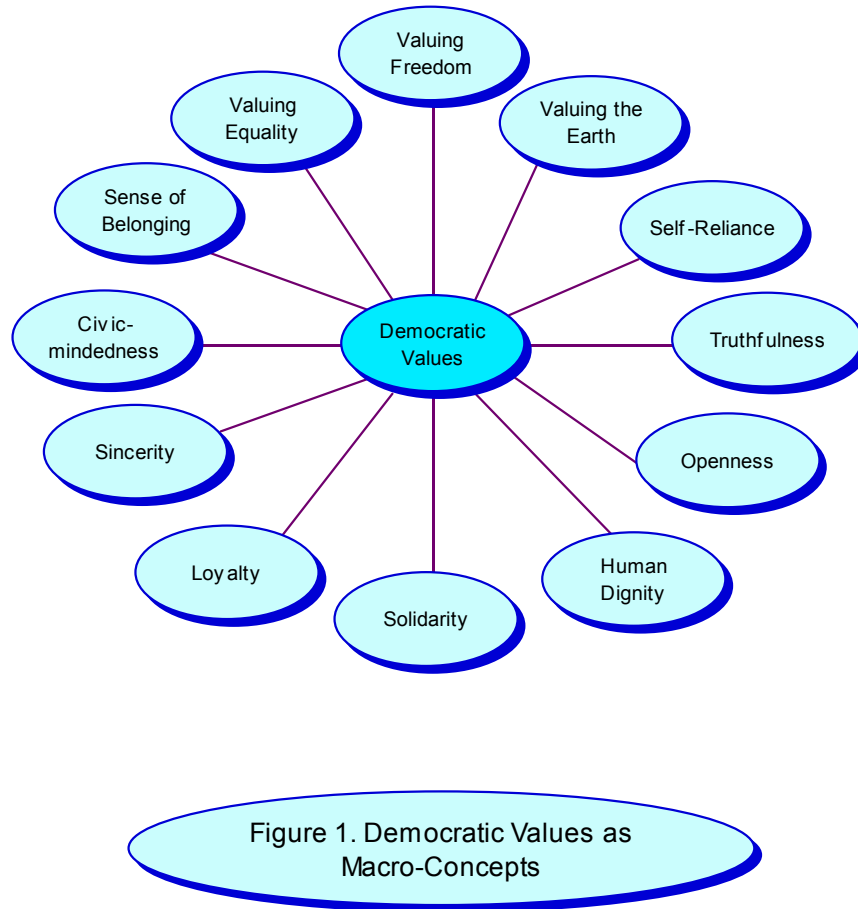 Valuing
Freedom
Valuing
Equality
Valuing the
Earth
Sense of
Belonging
Self-Reliance
Civic-
mindedness
Democratic
Values
Truthfulness
Sincerity
Openness
Loyalty
Human
Dignity
Solidarity
Figure 1. Democratic Values as
Macro-Concepts